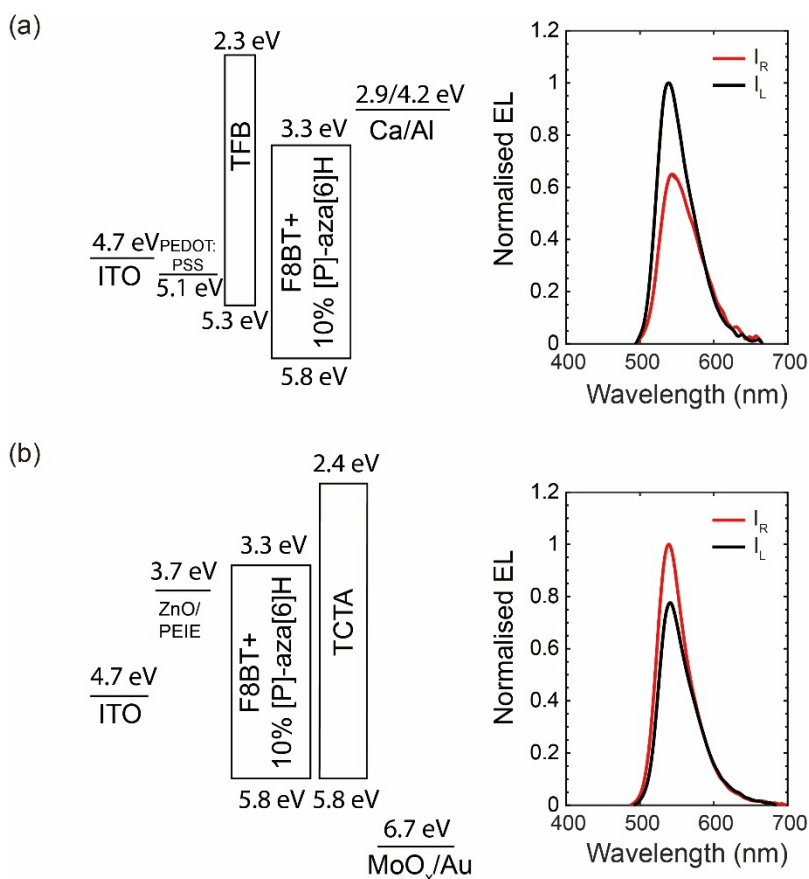 (a)
2.3 eV
TFB
4.7 eV
ITO
PEDOT:
PSS
5.1 eV
5.3 eV
3.3 eV
F8BT+
10% [P]-aza[6]H
5.8 eV
2.9/4.2 eV
Ca/Al
Normalised EL
1.2
1
0.8
0.6
0.4
0.2
0
I_R
I_L
400 500 600 700
Wavelength (nm)
(b)
2.4 eV
TCTA
3.3 eV
3.7 eV
ZnO/
PEIE
4.7 eV
ITO
F8BT+
10% [P]-aza[6]H
5.8 eV
5.8 eV
6.7 eV
MoOₓ/Au
Normalised EL
1.2
1
0.8
0.6
0.4
0.2
0
I_R
I_L
400 500 600 700
Wavelength (nm)